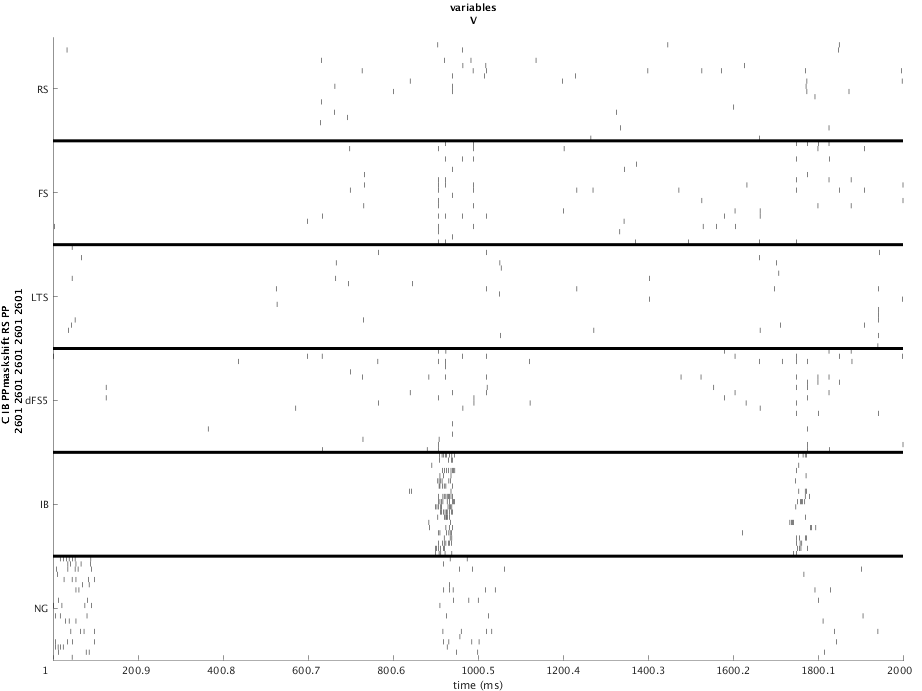 variables
V
C IB PPmaskshift RS PP
2601 2601 2601 2601 2601
RS
FS
LTS
dFS5
IB
NG
1 200.9 400.8 600.7 800.6 1000.5 1200.4 1400.3 1600.2 1800.1 2000
time (ms)